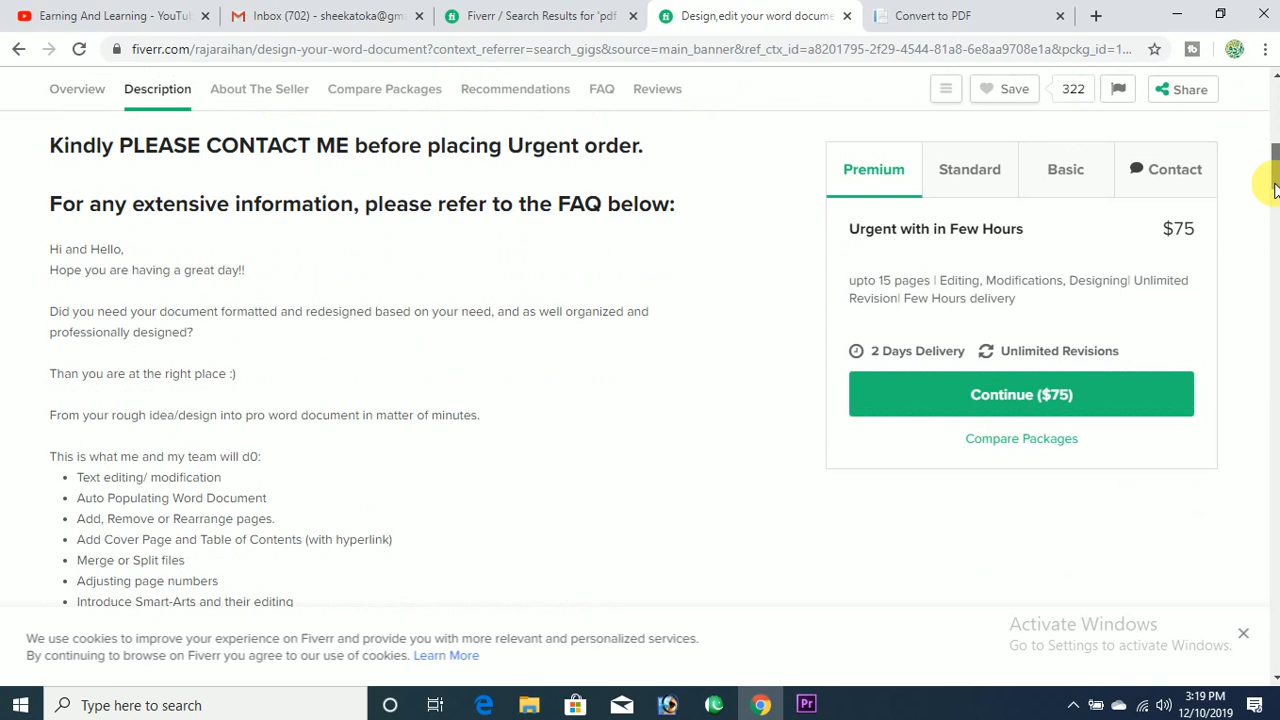 Earning And Learning - YouTu
Inbox (702) - sheekatoka@gm
Fiverr / Search Results for 'pdf
Design,edit your word docume
Convert to PDF
fiverr.com/rajaraihan/design-your-word-document?context_referrer=search_gigs&source=main_banner&ref_ctx_id=a8201795-2f29-4544-81a8-6e8aa9708e1a&pckg_id=1...
Overview Description About The Seller Compare Packages Recommendations FAQ Reviews
Save 322 Share
Kindly PLEASE CONTACT ME before placing Urgent order.
For any extensive information, please refer to the FAQ below:
Hi and Hello,
Hope you are having a great day!!
Did you need your document formatted and redesigned based on your need, and as well organized and
professionally designed?
Than you are at the right place :)
From your rough idea/design into pro word document in matter of minutes.
This is what me and my team will d0:
• Text editing/ modification
• Auto Populating Word Document
• Add, Remove or Rearrange pages.
• Add Cover Page and Table of Contents (with hyperlink)
• Merge or Split files
• Adjusting page numbers
• Introduce Smart-Arts and their editing
Premium Standard Basic Contact
Urgent with in Few Hours $75
upto 15 pages | Editing, Modifications, Designing| Unlimited
Revision| Few Hours delivery
2 Days Delivery Unlimited Revisions
Continue ($75)
Compare Packages
We use cookies to improve your experience on Fiverr and provide you with more relevant and personalized services.
By continuing to browse on Fiverr you agree to our use of cookies. Learn More
Activate Windows
Go to Settings to activate Windows.
Type here to search
Pr
3:19 PM
12/10/2019